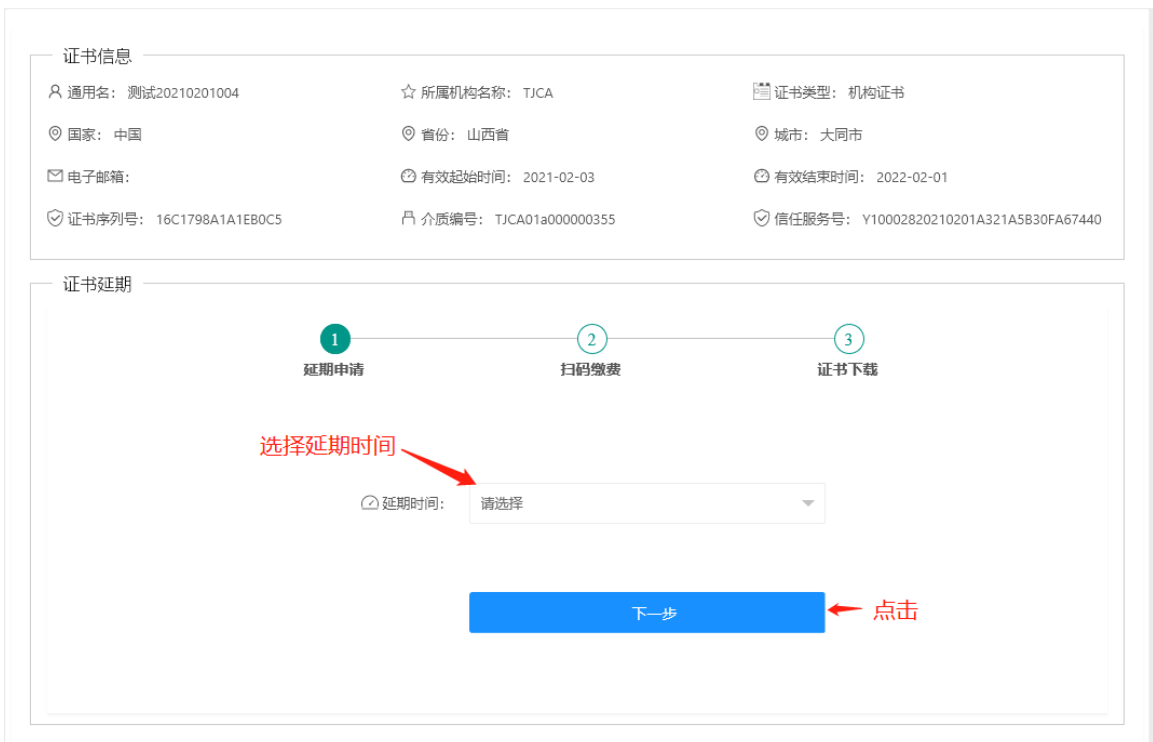 证书信息
通用名： 测试20210201004 所属机构名称： TJCA 证书类型： 机构证书
国家： 中国 省份： 山西省 城市： 大同市
电子邮箱： 有效起始时间： 2021-02-03 有效结束时间： 2022-02-01
证书序列号： 16C1798A1A1EB0C5 介质编号： TJCA01a000000355 信任服务号： Y10002820210201A321A5B30FA67440
证书延期
1 2 3
延期申请 扫码缴费 证书下载
选择延期时间
延期时间： 请选择
下一步 点击